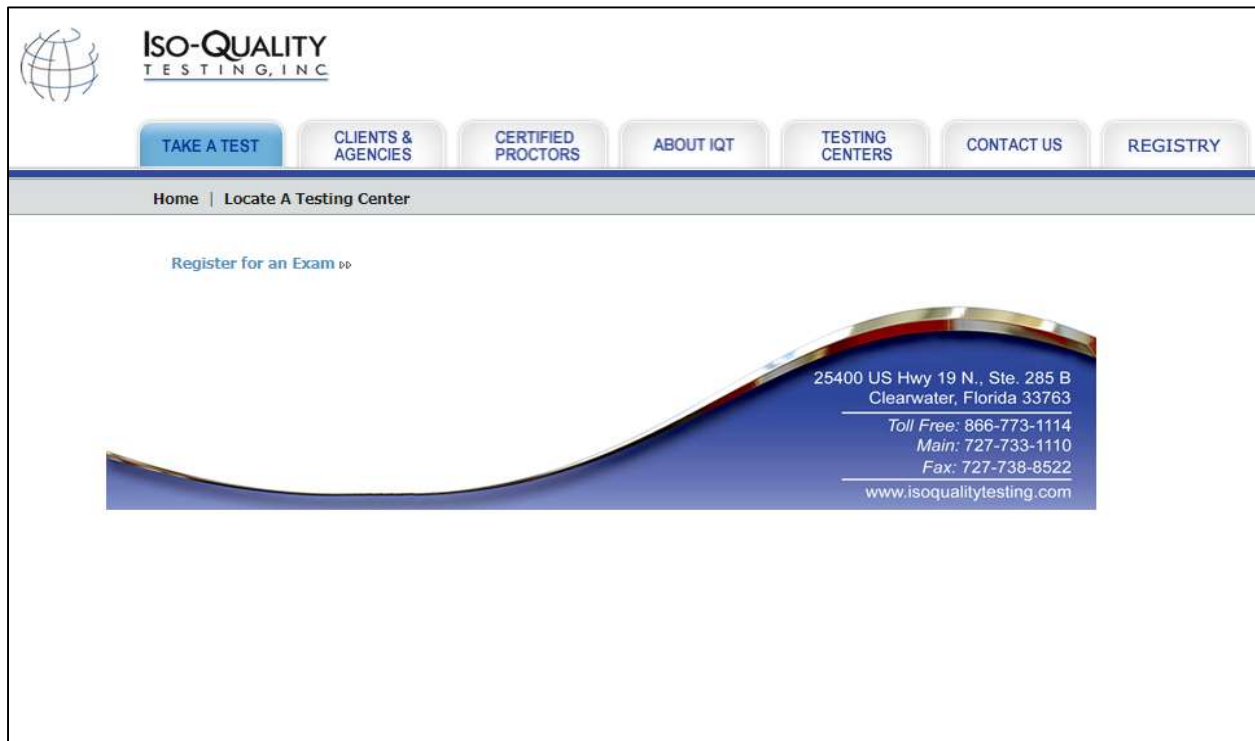 ISO-QUALITY
TESTING, INC
TAKE A TEST
CLIENTS &
AGENCIES
CERTIFIED
PROCTORS
ABOUT IQT
TESTING
CENTERS
CONTACT US
REGISTRY
Home | Locate A Testing Center
Register for an Exam
25400 US Hwy 19 N., Ste. 285 B
Clearwater, Florida 33763
Toll Free: 866-773-1114
Main: 727-733-1110
Fax: 727-738-8522
www.isoqualitytesting.com